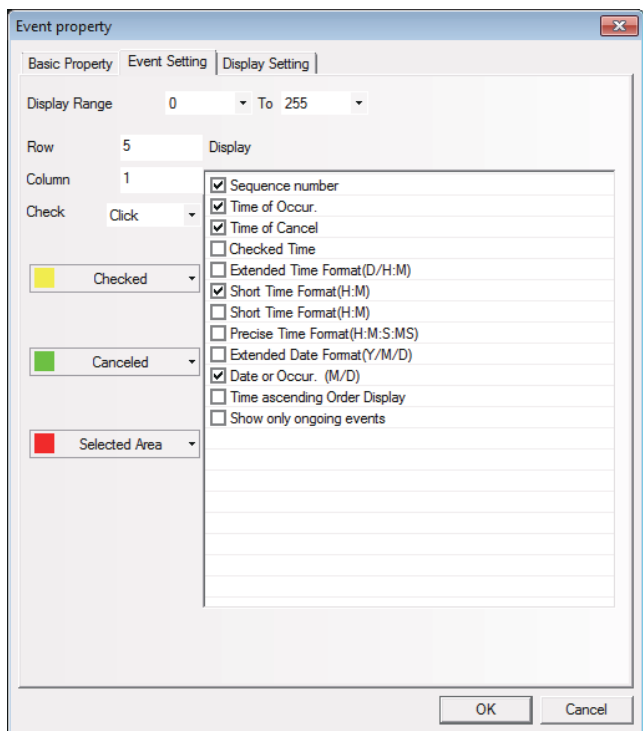 Event property
Basic Property Event Setting Display Setting
Display Range 0 To 255
Row 5 Display
Column 1
Check Click
Sequence number
Time of Occur.
Time of Cancel
Checked Time
Extended Time Format(D/H:M)
Short Time Format(H:M)
Short Time Format(H:M)
Precise Time Format(H:M:S:MS)
Extended Date Format(Y/M/D)
Date or Occur. (M/D)
Time ascending Order Display
Show only ongoing events
Checked
Canceled
Selected Area
OK Cancel